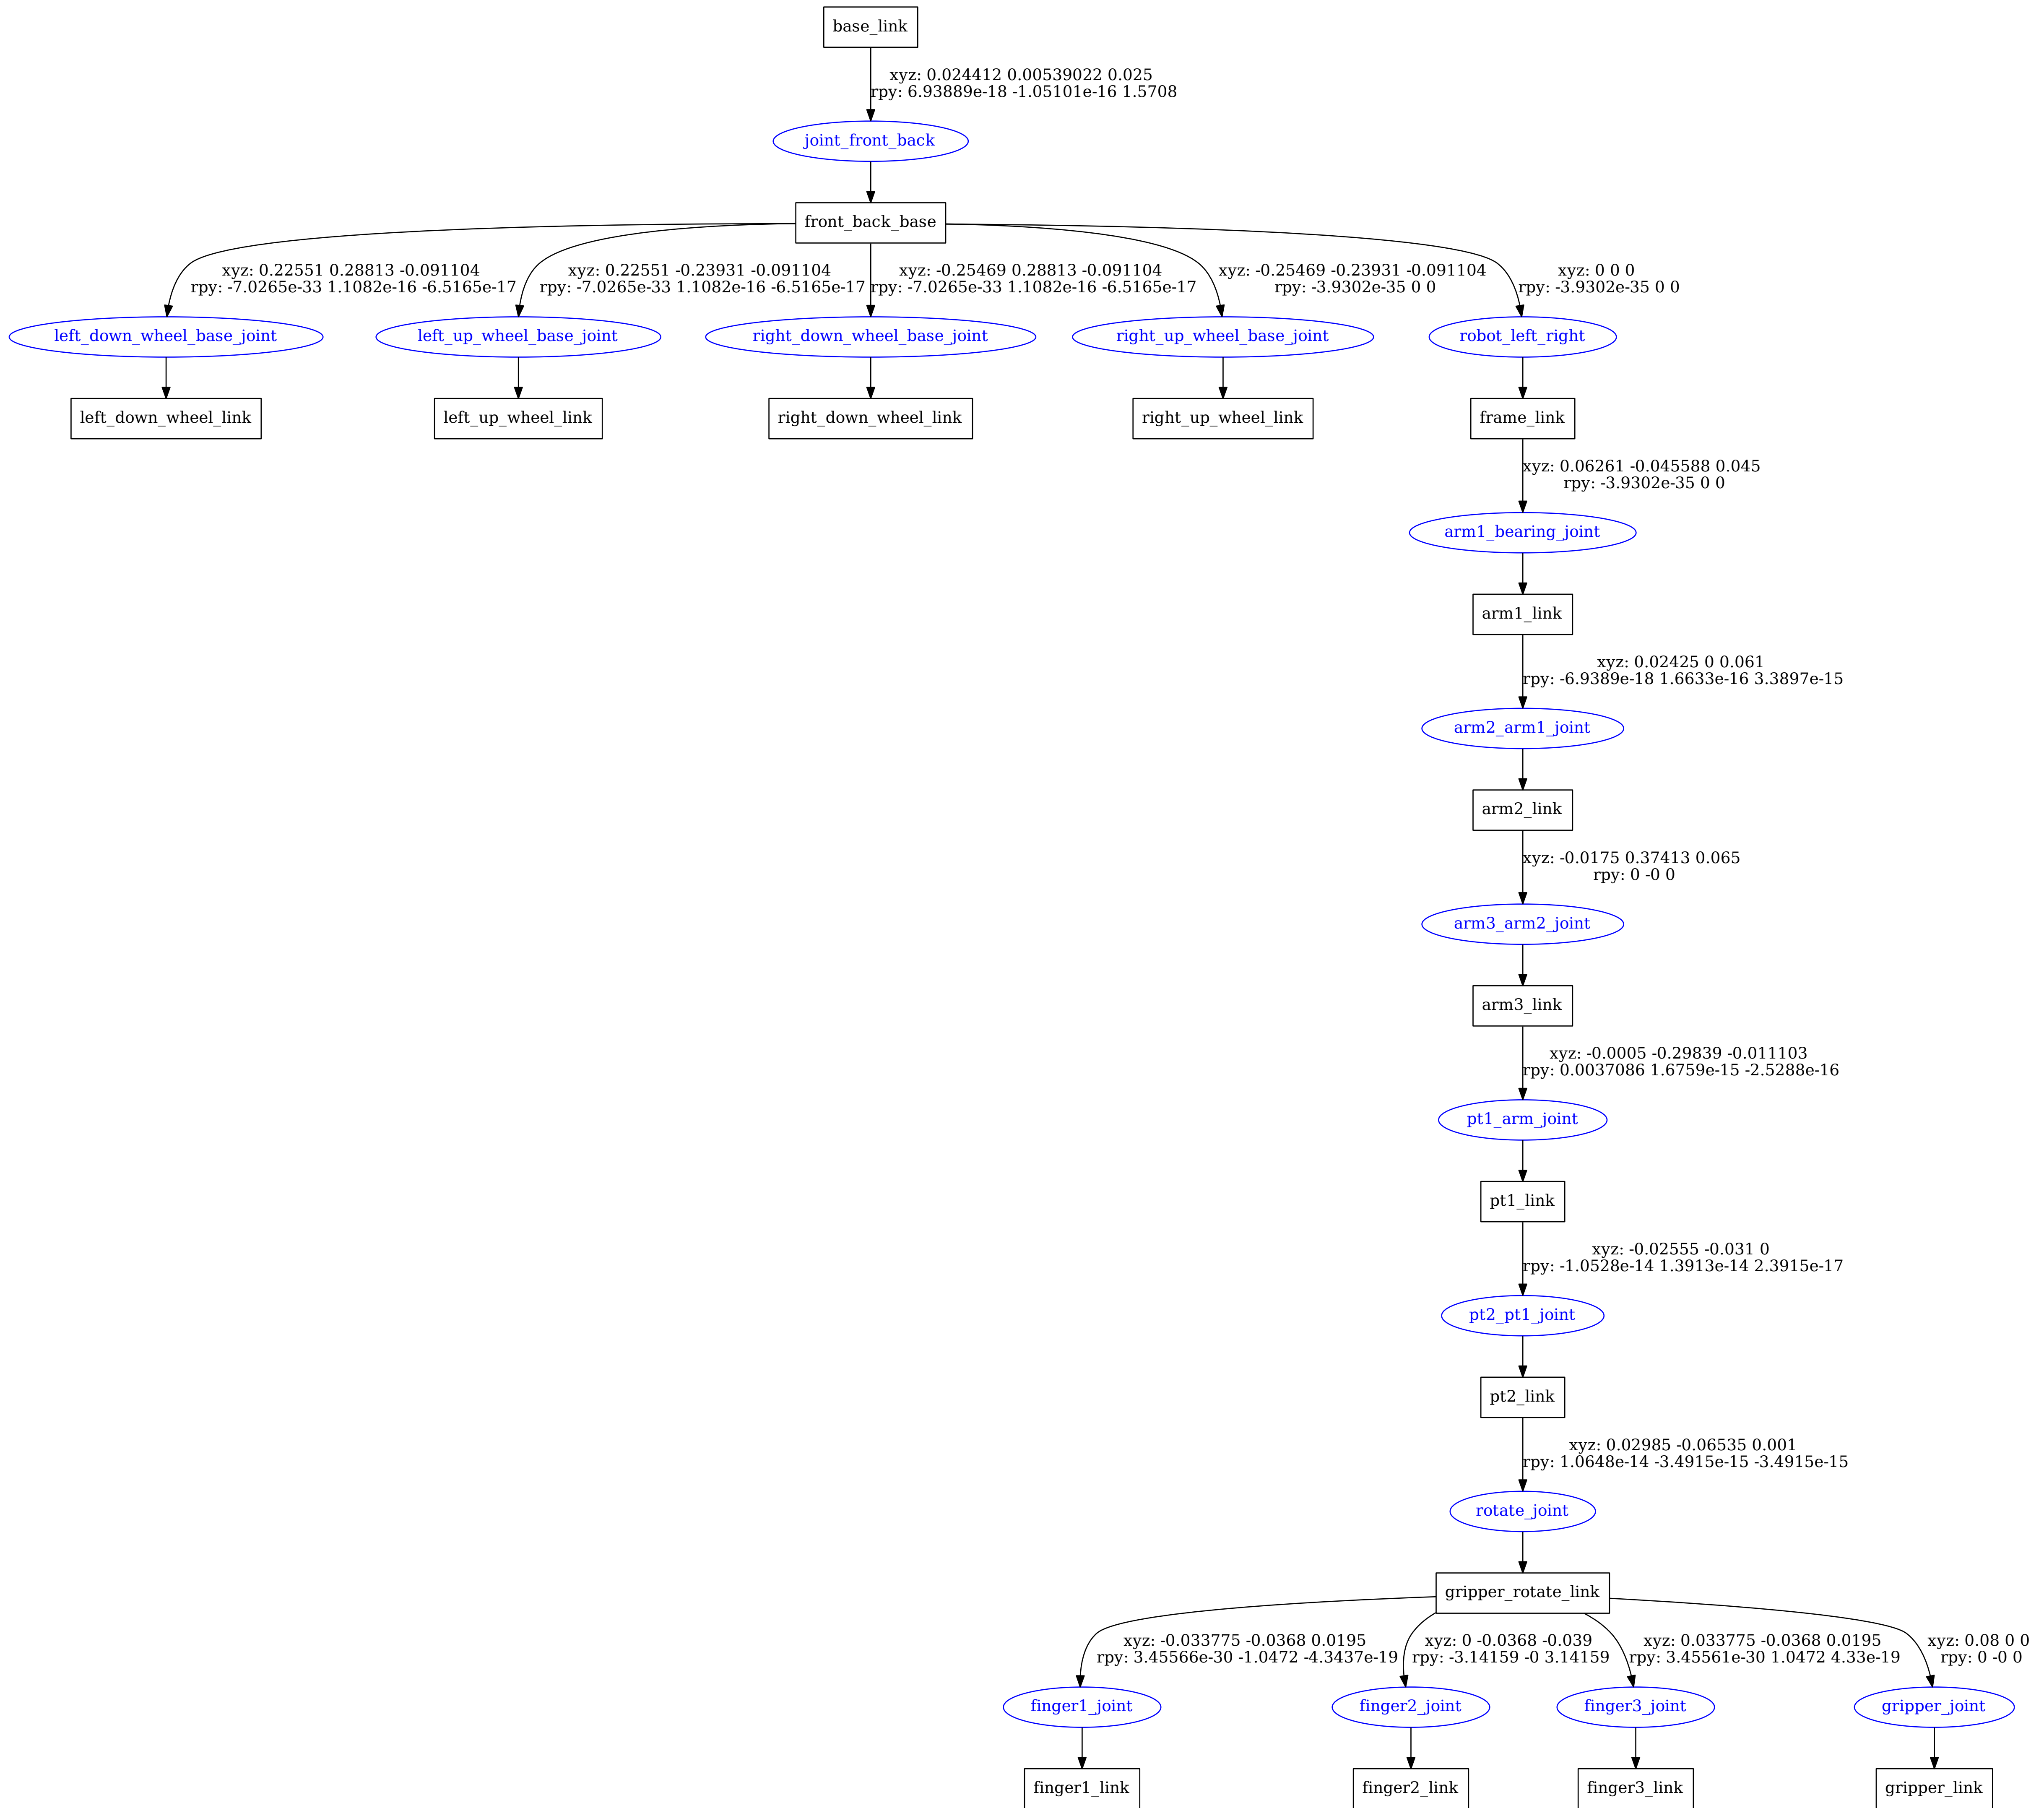 base_link
xyz: 0.024412 0.00539022 0.025
rpy: 6.93889e-18 -1.05101e-16 1.5708
joint_front_back
front_back_base
xyz: 0.22551 0.28813 -0.091104
rpy: -7.0265e-33 1.1082e-16 -6.5165e-17
xyz: 0.22551 -0.23931 -0.091104
rpy: -7.0265e-33 1.1082e-16 -6.5165e-17
xyz: -0.25469 0.28813 -0.091104
rpy: -7.0265e-33 1.1082e-16 -6.5165e-17
xyz: -0.25469 -0.23931 -0.091104
rpy: -3.9302e-35 0 0
xyz: 0 0 0
rpy: -3.9302e-35 0 0
left_down_wheel_base_joint
left_up_wheel_base_joint
right_down_wheel_base_joint
right_up_wheel_base_joint
robot_left_right
left_down_wheel_link
left_up_wheel_link
right_down_wheel_link
right_up_wheel_link
frame_link
xyz: 0.06261 -0.045588 0.045
rpy: -3.9302e-35 0 0
arm1_bearing_joint
arm1_link
xyz: 0.02425 0 0.061
rpy: -6.9389e-18 1.6633e-16 3.3897e-15
arm2_arm1_joint
arm2_link
xyz: -0.0175 0.37413 0.065
rpy: 0 -0 0
arm3_arm2_joint
arm3_link
xyz: -0.0005 -0.29839 -0.011103
rpy: 0.0037086 1.6759e-15 -2.5288e-16
pt1_arm_joint
pt1_link
xyz: -0.02555 -0.031 0
rpy: -1.0528e-14 1.3913e-14 2.3915e-17
pt2_pt1_joint
pt2_link
xyz: 0.02985 -0.06535 0.001
rpy: 1.0648e-14 -3.4915e-15 -3.4915e-15
rotate_joint
gripper_rotate_link
xyz: -0.033775 -0.0368 0.0195
rpy: 3.45566e-30 -1.0472 -4.3437e-19
xyz: 0 -0.0368 -0.039
rpy: -3.14159 -0 3.14159
xyz: 0.033775 -0.0368 0.0195
rpy: 3.45561e-30 1.0472 4.33e-19
xyz: 0.08 0 0
rpy: 0 -0 0
finger1_joint
finger2_joint
finger3_joint
gripper_joint
finger1_link
finger2_link
finger3_link
gripper_link